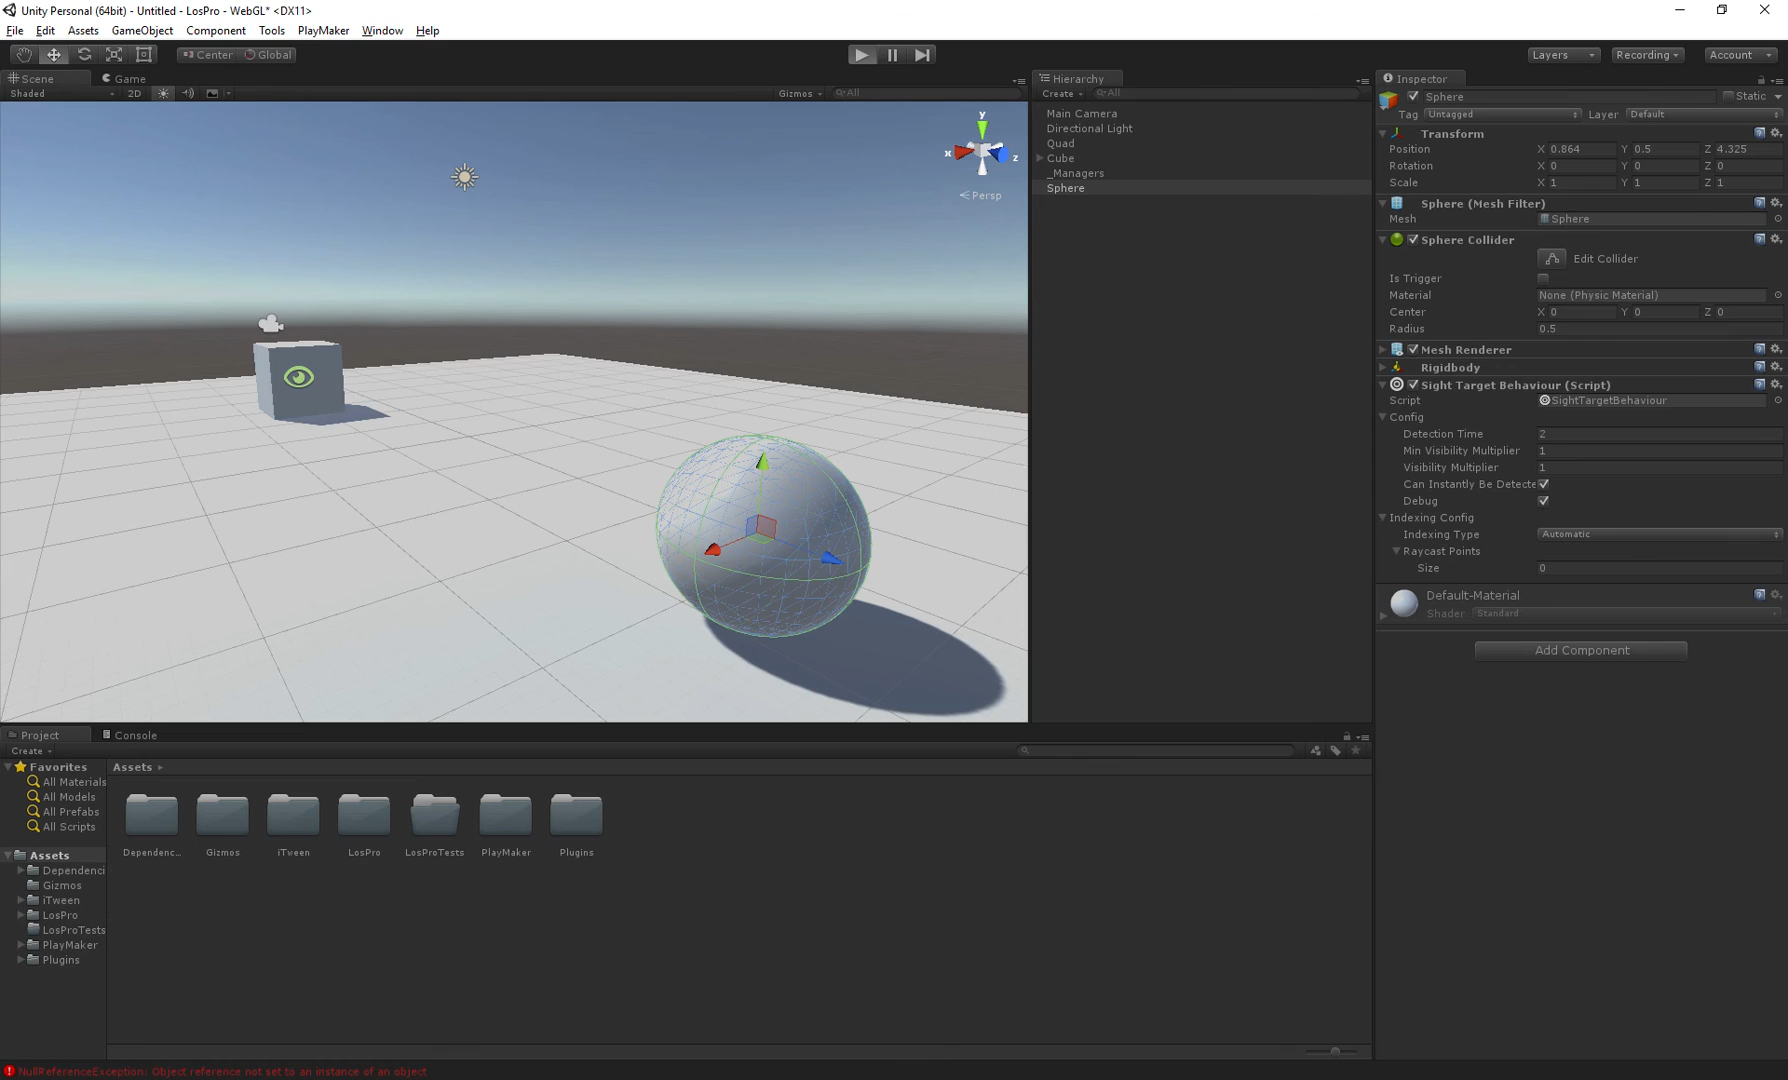 Unity Personal (64bit) - Untitled - LosPro - WebGL* <DX11>
File Edit Assets GameObject Component Tools PlayMaker Window Help
Center Global
Layers Recording Account
Scene Game
Shaded 2D Gizmos All
y
x
z
Persp
Hierarchy
Create All
Main Camera
Directional Light
Quad
Cube
_Managers
Sphere
Inspector
Sphere Static
Tag Untagged Layer Default
Transform
Position X 0.864 Y 0.5 Z 4.325
Rotation X 0 Y 0 Z 0
Scale X 1 Y 1 Z 1
Sphere (Mesh Filter)
Mesh Sphere
Sphere Collider
Edit Collider
Is Trigger
Material None (Physic Material)
Center X 0 Y 0 Z 0
Radius 0.5
Mesh Renderer
Rigidbody
Sight Target Behaviour (Script)
Script SightTargetBehaviour
Config
Detection Time 2
Min Visibility Multiplier 1
Visibility Multiplier 1
Can Instantly Be Detecte
Debug
Indexing Config
Indexing Type Automatic
Raycast Points
Size 0
Default-Material
Shader Standard
Add Component
Project Console
Create
Favorites
All Materials
All Models
All Prefabs
All Scripts
Assets
Dependenci
Gizmos
iTween
LosPro
LosProTests
PlayMaker
Plugins
Assets
Dependenc... Gizmos iTween LosPro LosProTests PlayMaker Plugins
NullReferenceException: Object reference not set to an instance of an object